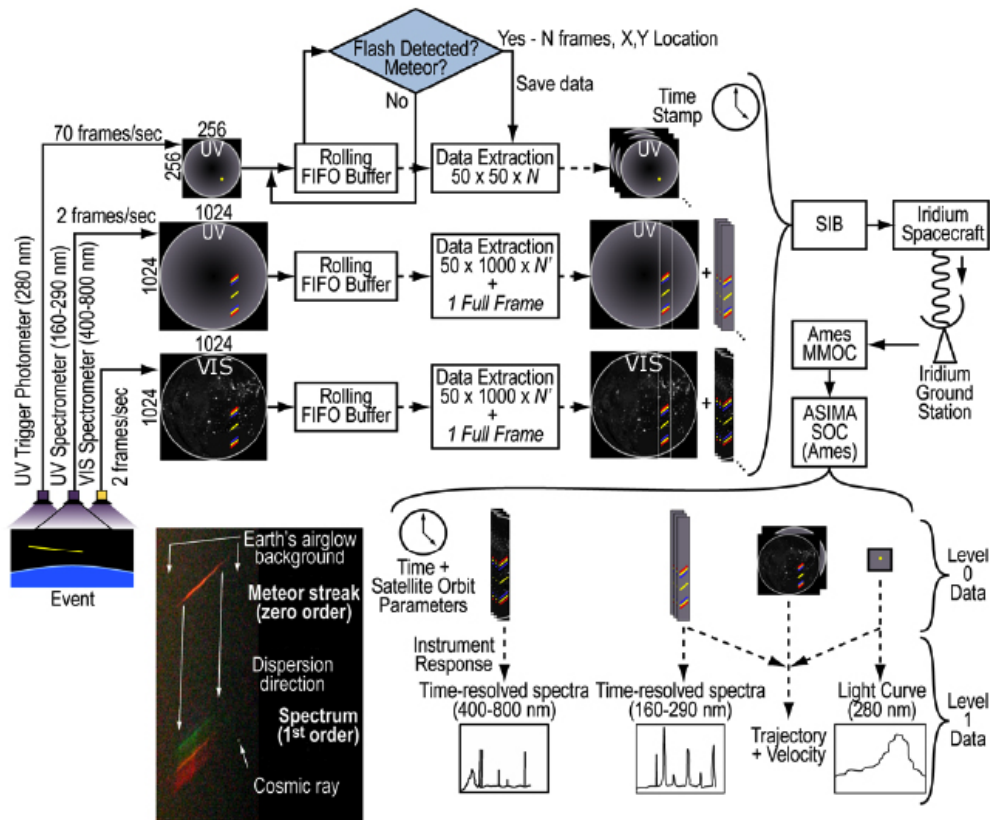 Flash Detected?
Meteor?
Yes - N frames, X,Y Location
Save data
No
Time
Stamp
70 frames/sec
256
256
UV
Rolling
FIFO Buffer
Data Extraction
50 x 50 x N
UV
2 frames/sec
1024
1024
UV
Rolling
FIFO Buffer
Data Extraction
50 x 1000 x N'
+
1 Full Frame
UV
+
SIB
Iridium
Spacecraft
1024
1024
VIS
Rolling
FIFO Buffer
Data Extraction
50 x 1000 x N'
+
1 Full Frame
VIS
+
Ames
MMOC
Iridium
Ground
Station
ASIMA
SOC
(Ames)
UV Trigger Photometer (280 nm)
UV Spectrometer (160-290 nm)
VIS Spectrometer (400-800 nm)
2 frames/sec
Event
Earth's airglow
background
Meteor streak
(zero order)
Dispersion
direction
Spectrum
(1st order)
Cosmic ray
Time +
Satellite Orbit
Parameters
Instrument
Response
Time-resolved spectra
(400-800 nm)
Time-resolved spectra
(160-290 nm)
Trajectory
+ Velocity
Light Curve
(280 nm)
Level
0
Data
Level
1
Data